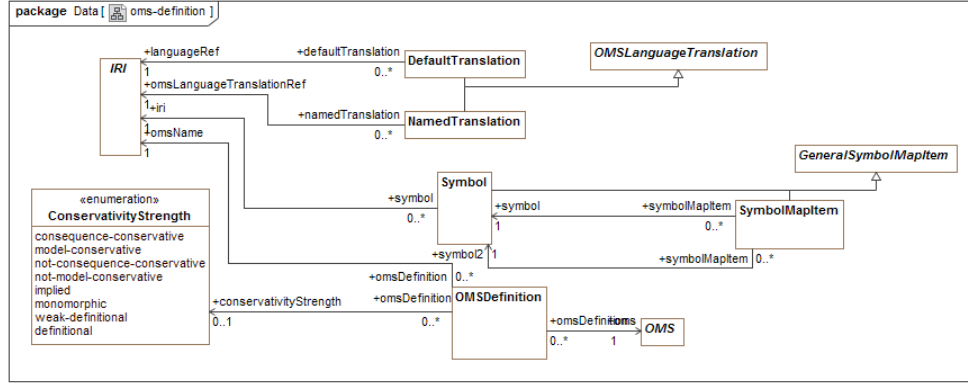 package Data [ oms-definition ]
+languageRef
1
+defaultTranslation
0..*
DefaultTranslation
OMSLanguageTranslation
IRI
+omsLanguageTranslationRef
1
+namedTranslation
0..*
NamedTranslation
+iri
1
+omsName
1
GeneralSymbolMapItem
Symbol
+symbol
0..*
+symbol
1
+symbolMapItem
0..*
SymbolMapItem
«enumeration»
ConservativityStrength
consequence-conservative
model-conservative
not-consequence-conservative
not-model-conservative
implied
monomorphic
weak-definitional
definitional
+symbol2
1
+symbolMapItem
0..*
+omsDefinition
0..*
+conservativityStrength
0..1
+omsDefinition
0..*
OMSDefinition
+omsDefinition
0..*
+oms
1
OMS